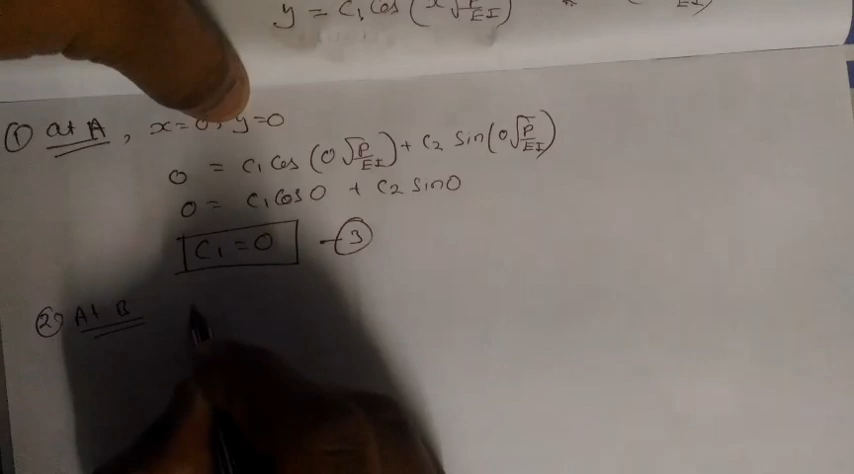 y = C₁ cos (x√P/EI)
EI)
① at A, x=0, y=0
0 = C₁ cos (0√P/EI) + C₂ sin (0√P/EI)
0 = C₁ cos 0 + C₂ sin 0
C₁ = 0 — ③
② At B